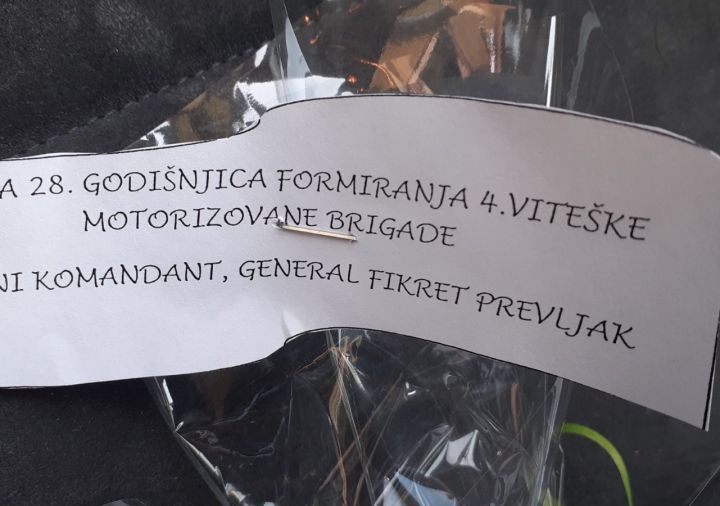 A 28. GODIŠNJICA FORMIRANJA 4.VITEŠKE
MOTORIZOVANE BRIGADE
NI KOMANDANT, GENERAL FIKRET PREVLJAK